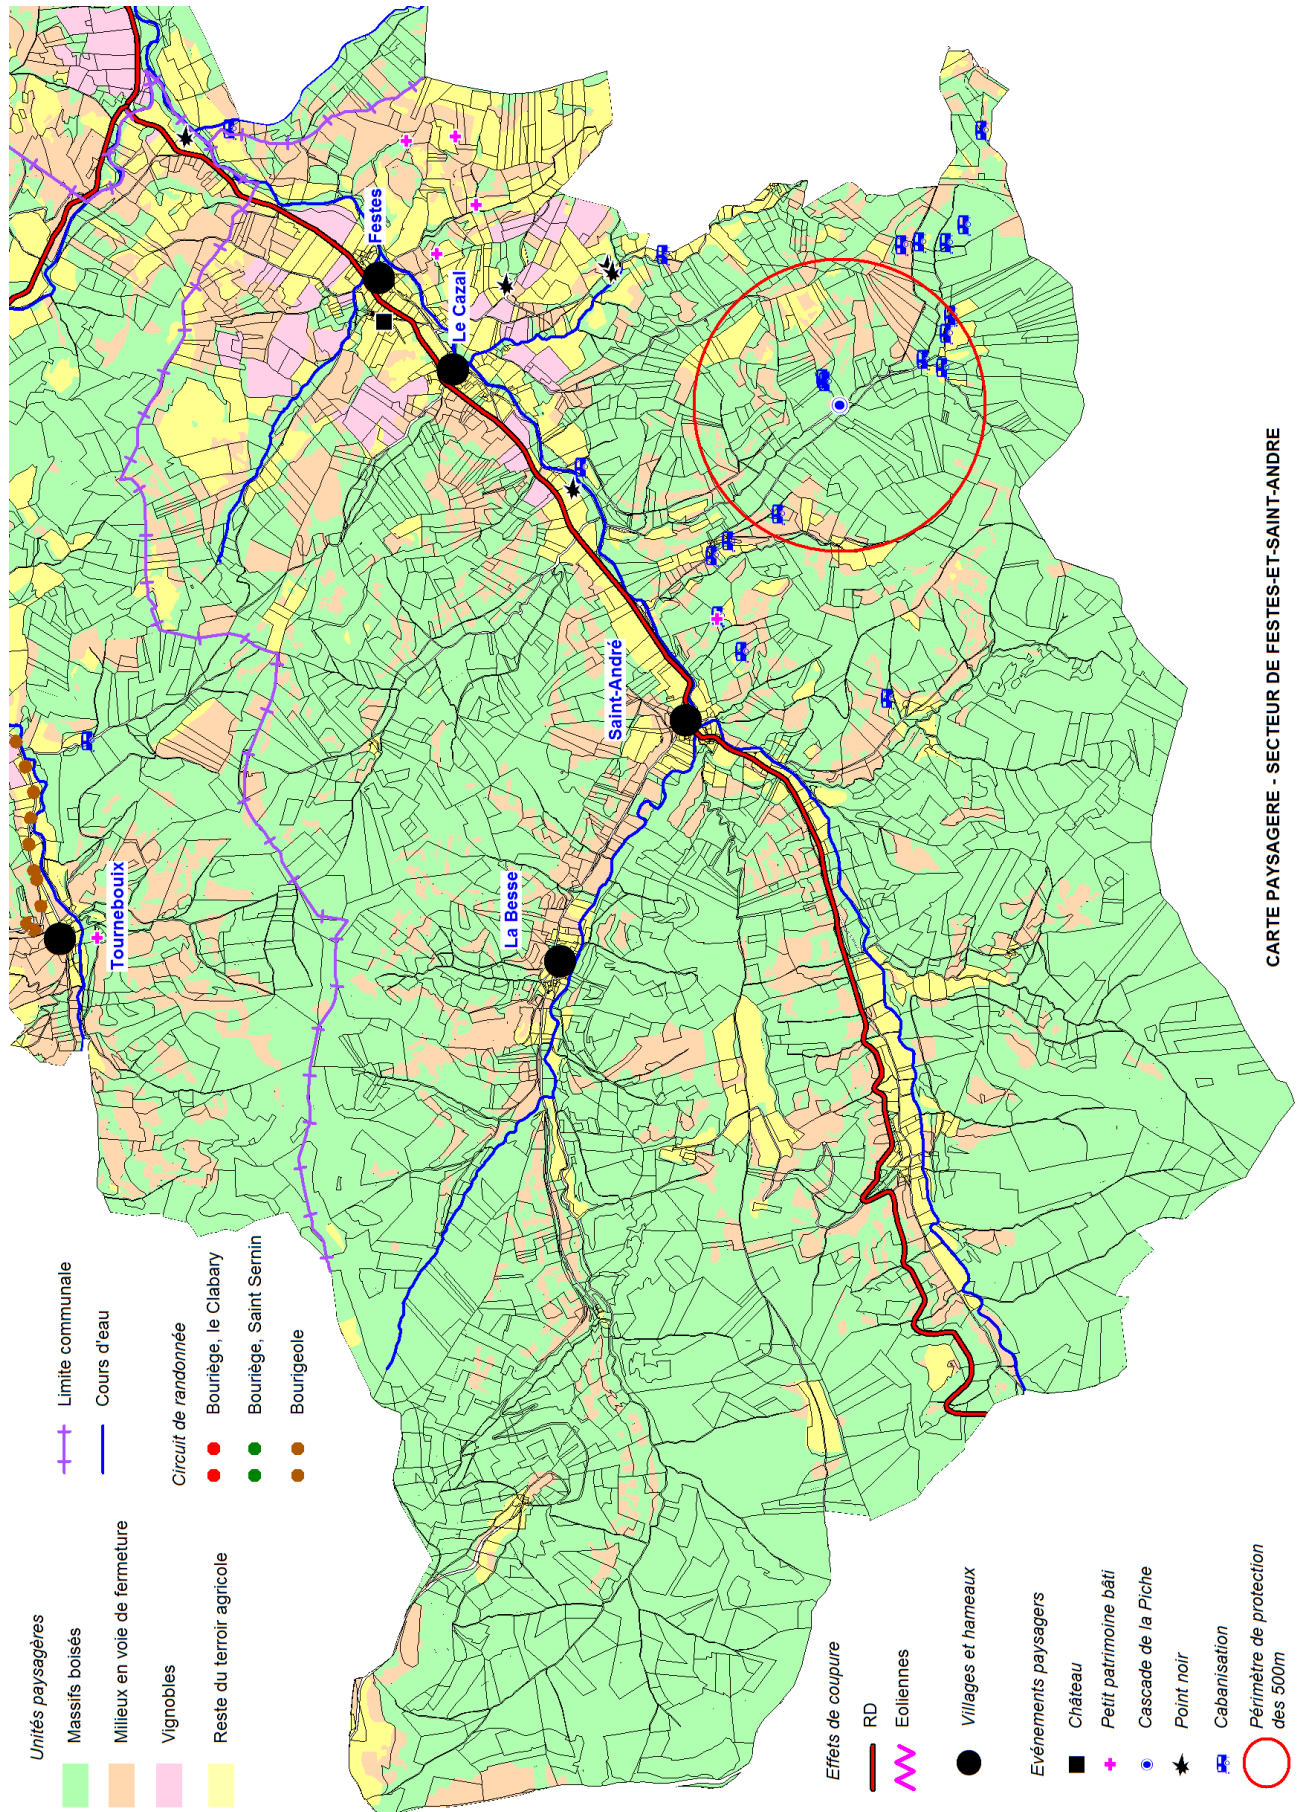 CARTE PAYSAGERE - SECTEUR DE FESTES-ET-SAINT-ANDRE
Tournebouix
Festes
Le Cazal
Saint-André
La Besse
Unités paysagères
Massifs boisés
Milieux en voie de fermeture
Vignobles
Reste du terroir agricole
Limite communale
Cours d'eau
Circuit de randonnée
Bouriège, le Clabary
Bouriège, Saint Sernin
Bourigeole
Effets de coupure
RD
Eoliennes
Villages et hameaux
Evénements paysagers
Château
Petit patrimoine bâti
Cascade de la Piche
Point noir
Cabanisation
Périmètre de protection
des 500m